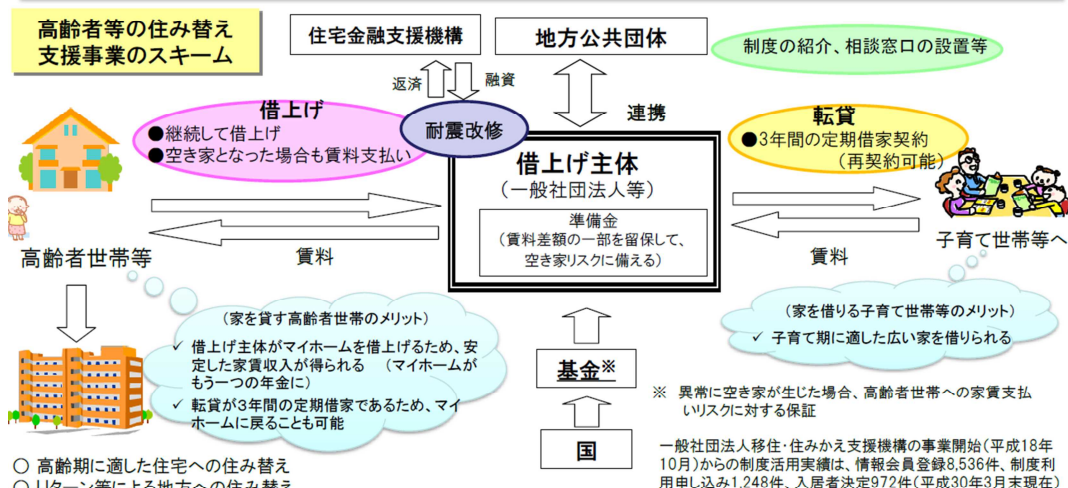 高齢者等の住み替え
支援事業のスキーム
住宅金融支援機構
地方公共団体
制度の紹介、相談窓口の設置等
返済
融資
連携
借上げ
●継続して借上げ
●空き家となった場合も賃料支払い
耐震改修
転貸
●3年間の定期借家契約
(再契約可能)
借上げ主体
(一般社団法人等)
準備金
(賃料差額の一部を留保して、
空き家リスクに備える)
高齢者世帯等
賃料
賃料
子育て世帯等へ
(家を貸す高齢者世帯のメリット)
✓ 借上げ主体がマイホームを借上げるため、安
定した家賃収入が得られる (マイホームが
もう一つの年金に)
✓ 転貸が3年間の定期借家であるため、マイ
ホームに戻ることも可能
(家を借りる子育て世帯等のメリット)
✓ 子育て期に適した広い家を借りられる
基金※
国
※ 異常に空き家が生じた場合、高齢者世帯への家賃支払
いリスクに対する保証
○ 高齢期に適した住宅への住み替え
○ Uターン等による地方への住み替え
一般社団法人移住・住みかえ支援機構の事業開始(平成18年
10月)からの制度活用実績は、情報会員登録8,536件、制度利
用申し込み1,248件、入居者決定972件(平成30年3月末現在)